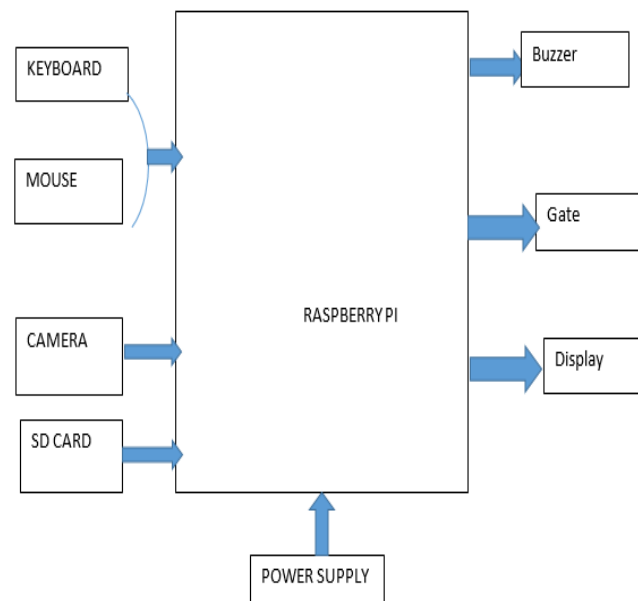 KEYBOARD
MOUSE
CAMERA
SD CARD
RASPBERRY PI
Buzzer
Gate
Display
POWER SUPPLY